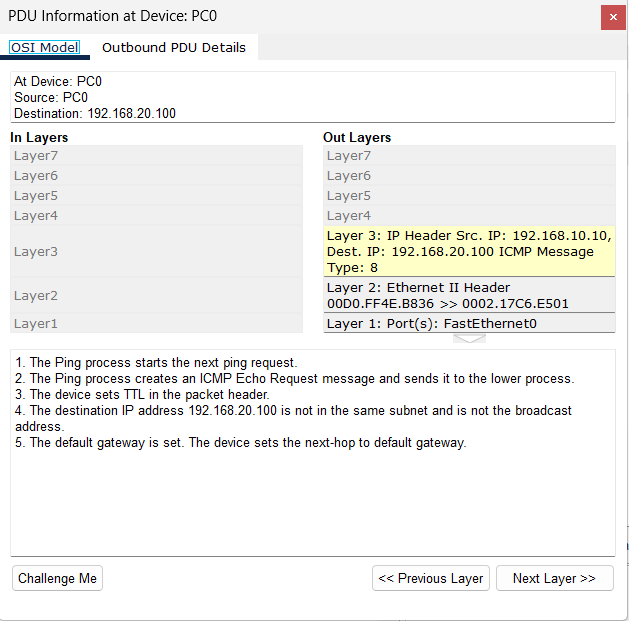 PDU Information at Device: PC0
OSI Model Outbound PDU Details
At Device: PC0
Source: PC0
Destination: 192.168.20.100
In Layers
Layer7
Layer6
Layer5
Layer4
Layer3
Layer2
Layer1
Out Layers
Layer7
Layer6
Layer5
Layer4
Layer 3: IP Header Src. IP: 192.168.10.10,
Dest. IP: 192.168.20.100 ICMP Message
Type: 8
Layer 2: Ethernet II Header
00D0.FF4E.B836 >> 0002.17C6.E501
Layer 1: Port(s): FastEthernet0
1. The Ping process starts the next ping request.
2. The Ping process creates an ICMP Echo Request message and sends it to the lower process.
3. The device sets TTL in the packet header.
4. The destination IP address 192.168.20.100 is not in the same subnet and is not the broadcast
address.
5. The default gateway is set. The device sets the next-hop to default gateway.
Challenge Me << Previous Layer Next Layer >>